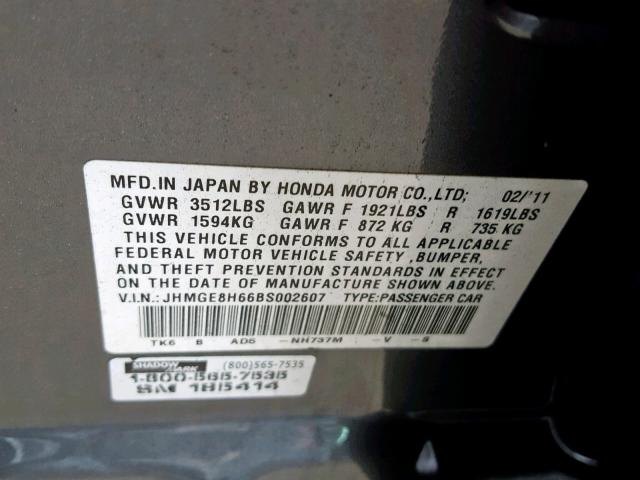 MFD.IN JAPAN BY HONDA MOTOR CO.,LTD; 02/'11
GVWR 3512LBS GAWR F 1921LBS R 1619LBS
GVWR 1594KG GAWR F 872 KG R 735 KG
THIS VEHICLE CONFORMS TO ALL APPLICABLE
FEDERAL MOTOR VEHICLE SAFETY ,BUMPER,
AND THEFT PREVENTION STANDARDS IN EFFECT
ON THE DATE OF MANUFACTURE SHOWN ABOVE.
V.I.N.: JHMGE8H66BS002607 TYPE:PASSENGER CAR
TK6 B AD5 -NH737M -V -S
SHADOW MARK (800)565-7535
1-800-565-7535
S/N 185414